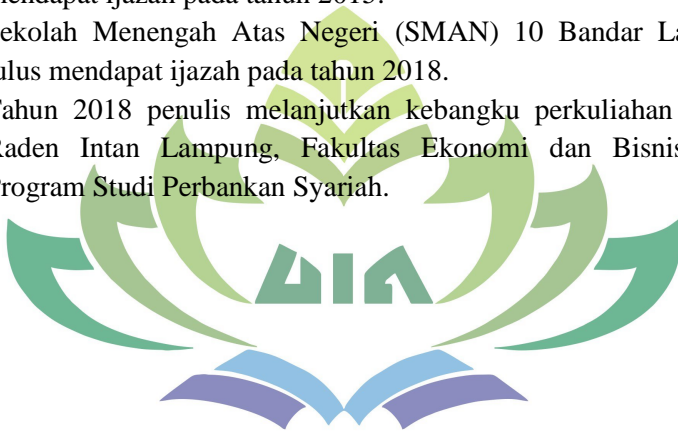 mendapat ijazah pada tahun 2015.
ekolah Menengah Atas Negeri (SMAN) 10 Bandar La
ulus mendapat ijazah pada tahun 2018.
ahun 2018 penulis melanjutkan kebangku perkuliahan
aden Intan Lampung, Fakultas Ekonomi dan Bisnis
rogram Studi Perbankan Syariah.
UIN